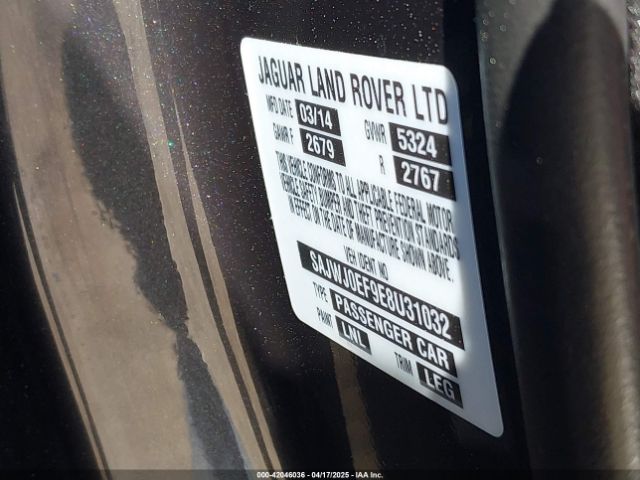 JAGUAR LAND ROVER LTD
MFD DATE 03/14 GVWR 5324
GAWR F 2679 R 2767
THIS VEHICLE CONFORMS TO ALL APPLICABLE FEDERAL MOTOR
VEHICLE SAFETY BUMPER AND THEFT PREVENTION STANDARDS
IN EFFECT ON THE DATE OF MANUFACTURE SHOWN ABOVE.
VEH IDENT NO
SAJWJ0EF9E8U31032
TYPE PASSENGER CAR
PAINT LNL TRIM LEG
000-42046036 - 04/17/2025 - IAA Inc.